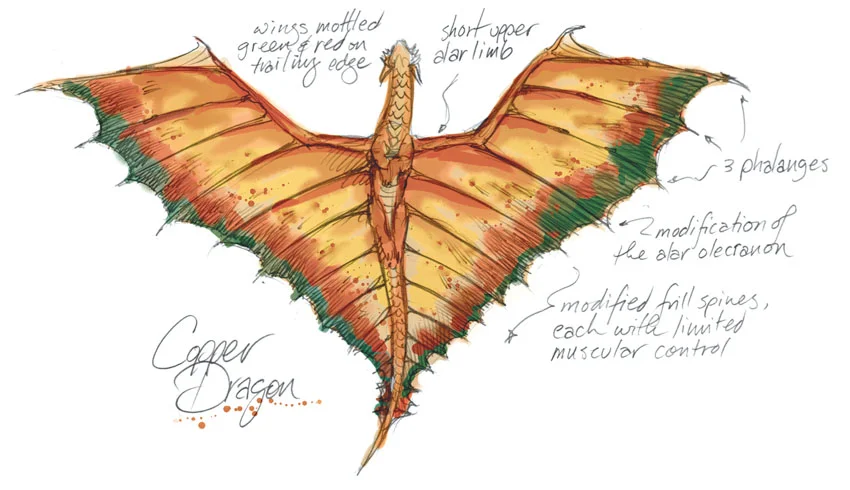 wings mottled
green & red on
trailing edge
short upper
alar limb
3 phalanges
modification of
the alar olecranon
modified frill spines,
each with limited
muscular control
Copper
Dragon